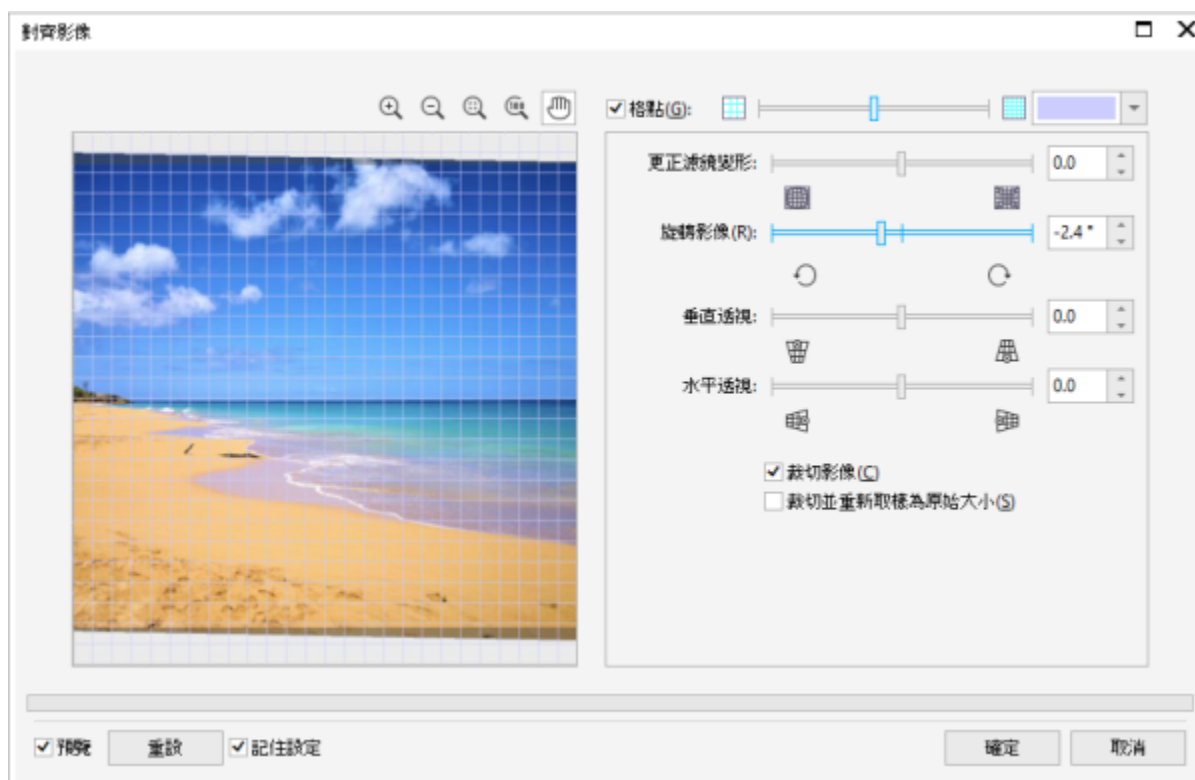 對齊影像
100
格點(G):
更正濾鏡變形: 0.0
旋轉影像(R): -2.4 °
垂直透視: 0.0
水平透視: 0.0
裁切影像(C)
裁切並重新取樣為原始大小(S)
預覽 重設 記住設定 確定 取消